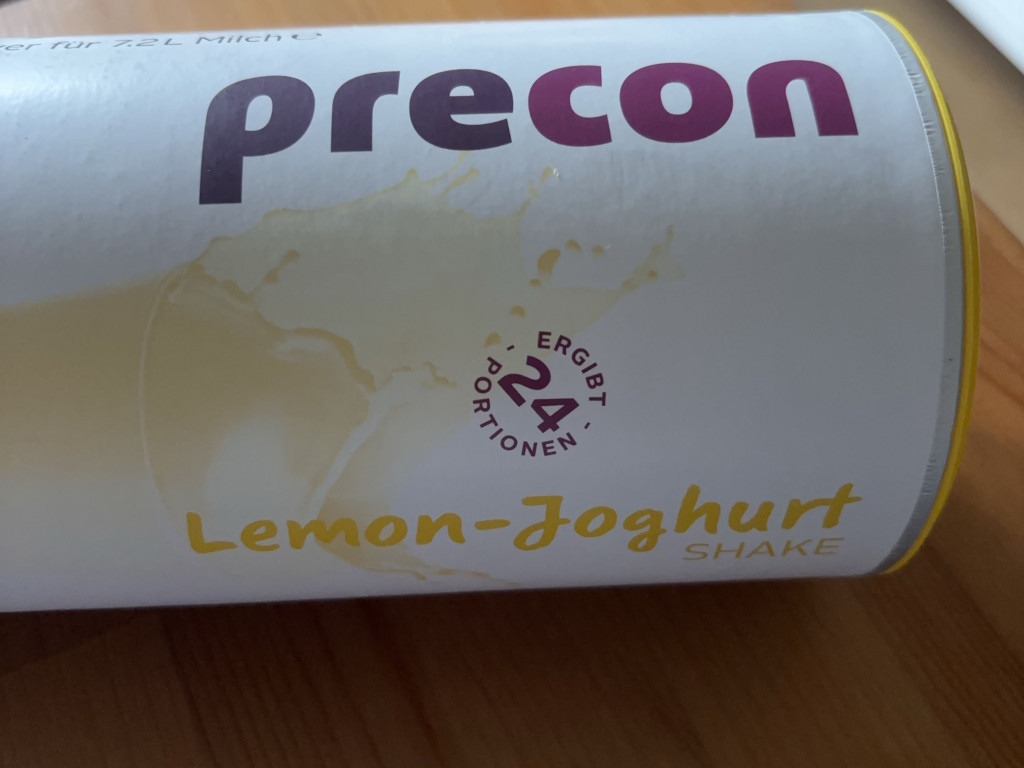 für 7.2L Milch
precon
- ERGIBT -
24
PORTIONEN
Lemon-Joghurt
SHAKE